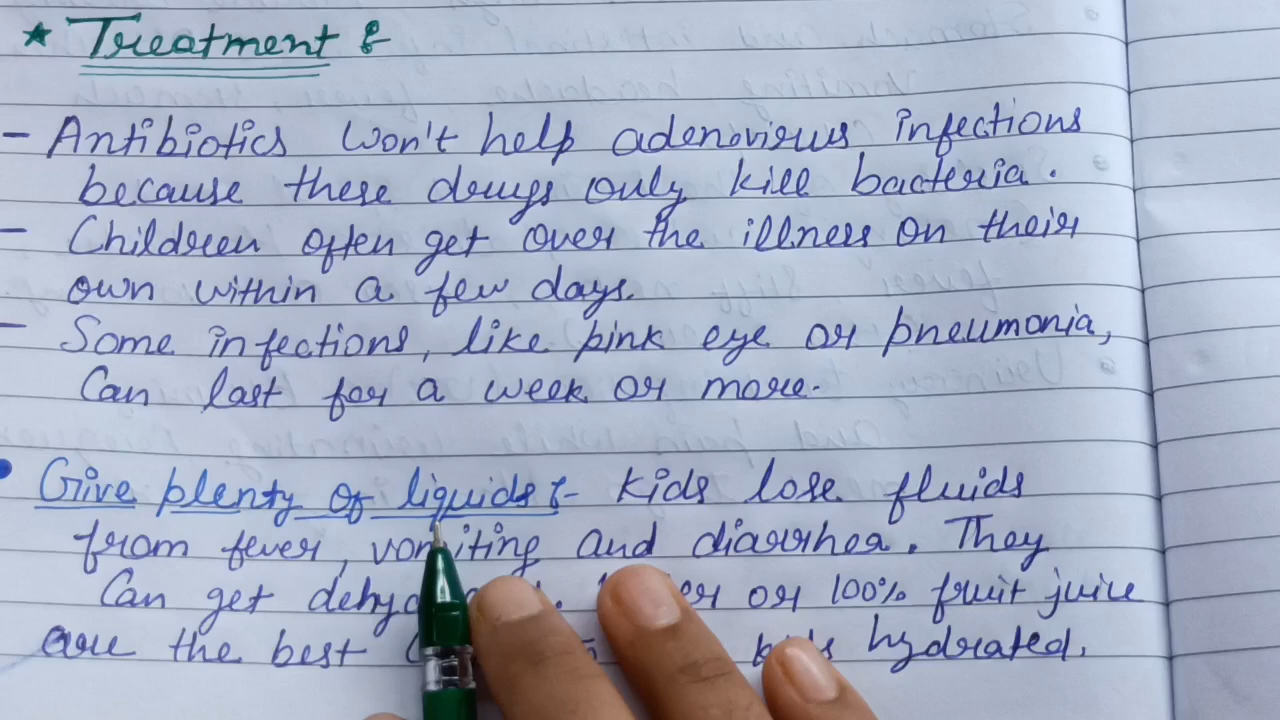 ★ Treatment :-
- Antibiotics won't help adenovirus infections
because these drugs only kill bacteria.
- Children often get over the illness on their
own within a few days.
- Some infections, like pink eye or pneumonia,
Can last for a week or more.
• Give plenty of liquids :- kids lose fluids
from fever, vomiting and diarrhea. They
Can get or 100% fruit juice
are the best hydrated.